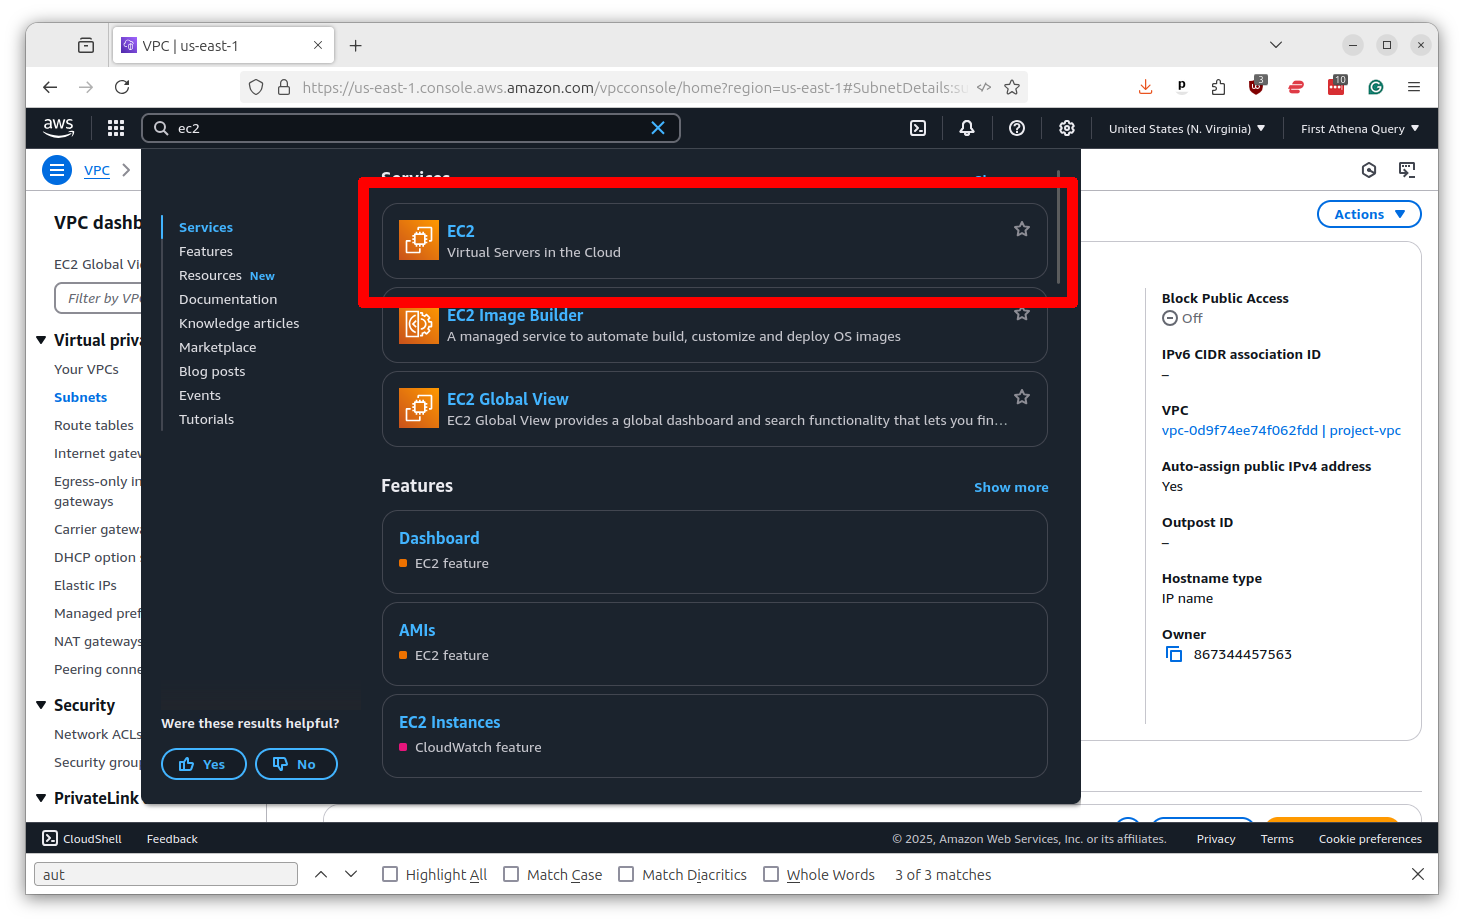 VPC | us-east-1
https://us-east-1.console.aws.amazon.com/vpcconsole/home?region=us-east-1#SubnetDetails:su
3
10
aws
ec2
United States (N. Virginia)
First Athena Query
VPC
Services
VPC dashb
Actions
Services
Features
Resources New
Documentation
Knowledge articles
Marketplace
Blog posts
Events
Tutorials
EC2
Virtual Servers in the Cloud
EC2 Image Builder
A managed service to automate build, customize and deploy OS images
EC2 Global View
EC2 Global View provides a global dashboard and search functionality that lets you fin…
Features
Show more
Dashboard
EC2 feature
AMIs
EC2 feature
EC2 Instances
CloudWatch feature
Were these results helpful?
Yes
No
EC2 Global Vi
Filter by VP
Virtual priva
Your VPCs
Subnets
Route tables
Internet gatew
Egress-only in
gateways
Carrier gatewa
DHCP option
Elastic IPs
Managed pref
NAT gateways
Peering conne
Security
Network ACLs
Security group
PrivateLink
Block Public Access
Off
IPv6 CIDR association ID
–
VPC
vpc-0d9f74ee74f062fdd | project-vpc
Auto-assign public IPv4 address
Yes
Outpost ID
–
Hostname type
IP name
Owner
867344457563
CloudShell
Feedback
© 2025, Amazon Web Services, Inc. or its affiliates.
Privacy
Terms
Cookie preferences
aut
Highlight All
Match Case
Match Diacritics
Whole Words
3 of 3 matches